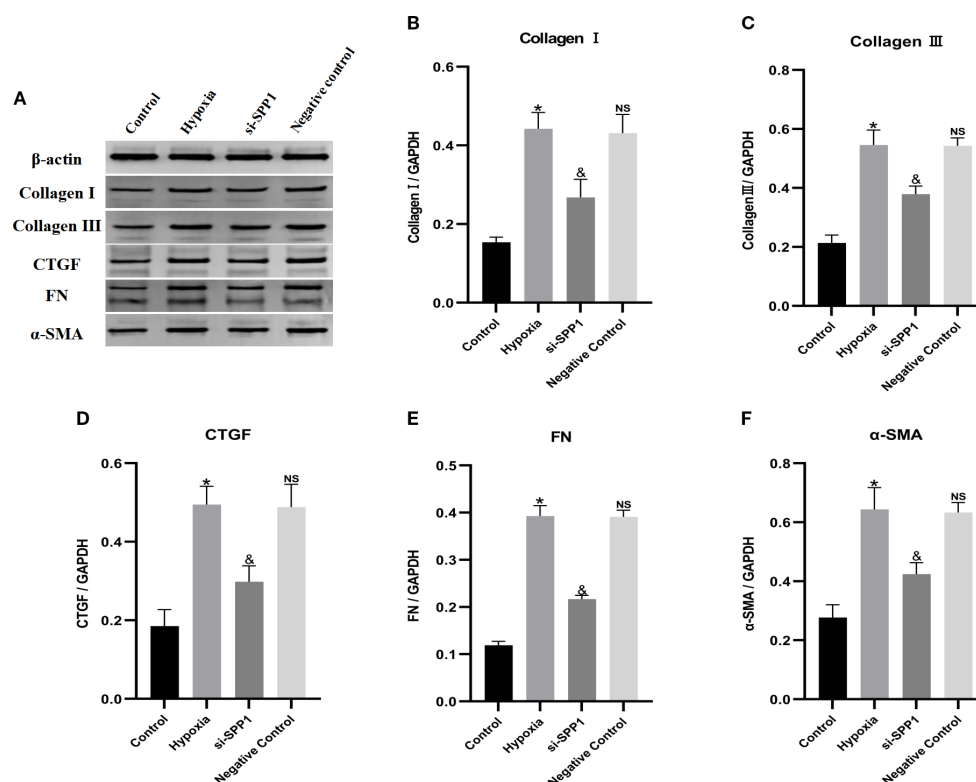 A
Control
Hypoxia
si-SPP1
Negative control
β-actin
Collagen I
Collagen III
CTGF
FN
α-SMA
B
Collagen Ⅰ
Collagen Ⅰ / GAPDH
0.6
0.4
0.2
0.0
*
&
NS
Control
Hypoxia
si-SPP1
Negative Control
C
Collagen Ⅲ
CollagenⅢ/ GAPDH
0.8
0.6
0.4
0.2
0.0
*
&
NS
Control
Hypoxia
si-SPP1
Negative Control
D
CTGF
CTGF / GAPDH
0.6
0.4
0.2
0.0
*
&
NS
Control
Hypoxia
si-SPP1
Negative Control
E
FN
FN / GAPDH
0.5
0.4
0.3
0.2
0.1
0.0
*
&
NS
Control
Hypoxia
si-SPP1
Negative Control
F
α-SMA
α-SMA / GAPDH
0.8
0.6
0.4
0.2
0.0
*
&
NS
Control
Hypoxia
si-SPP1
Negative Control